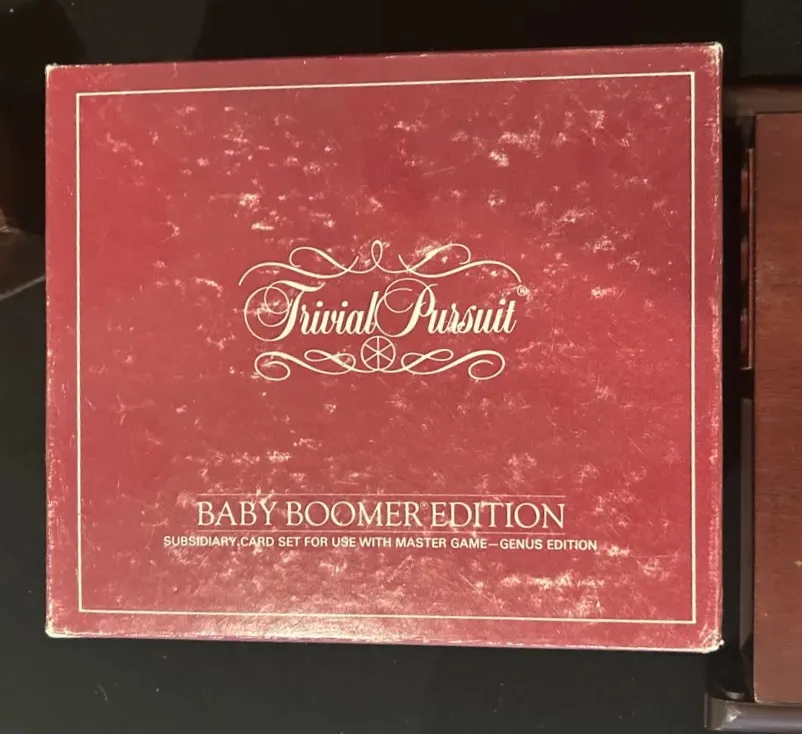 Trivial Pursuit®
BABY BOOMER® EDITION
SUBSIDIARY CARD SET FOR USE WITH MASTER GAME—GENUS EDITION